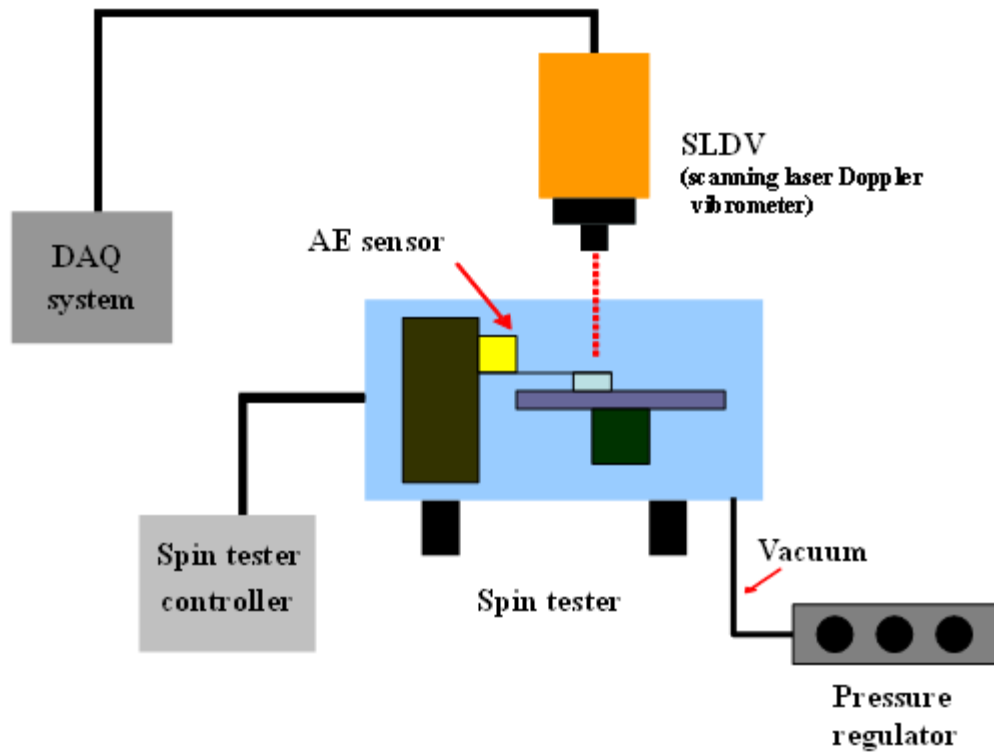 SLDV
(scanning laser Doppler
vibrometer)
AE sensor
DAQ
system
Spin tester
controller
Spin tester
Vacuum
Pressure
regulator